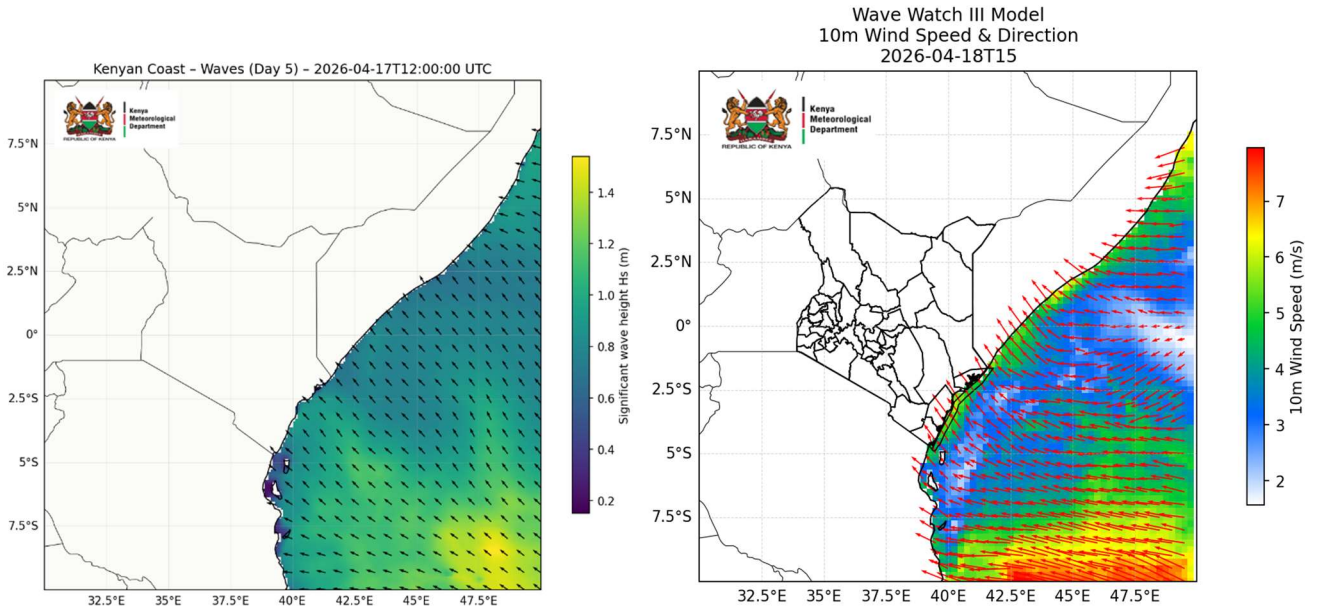 Kenyan Coast – Waves (Day 5) – 2026-04-17T12:00:00 UTC
Kenya
Meteorological
Department
REPUBLIC OF KENYA
7.5°N
5°N
2.5°N
0°
2.5°S
5°S
7.5°S
32.5°E
35°E
37.5°E
40°E
42.5°E
45°E
47.5°E
1.4
1.2
1.0
0.8
0.6
0.4
0.2
Significant wave height Hs (m)
Wave Watch III Model
10m Wind Speed & Direction
2026-04-18T15
Kenya
Meteorological
Department
REPUBLIC OF KENYA
7.5°N
5°N
2.5°N
0°
2.5°S
5°S
7.5°S
32.5°E
35°E
37.5°E
40°E
42.5°E
45°E
47.5°E
7
6
5
4
3
2
10m Wind Speed (m/s)